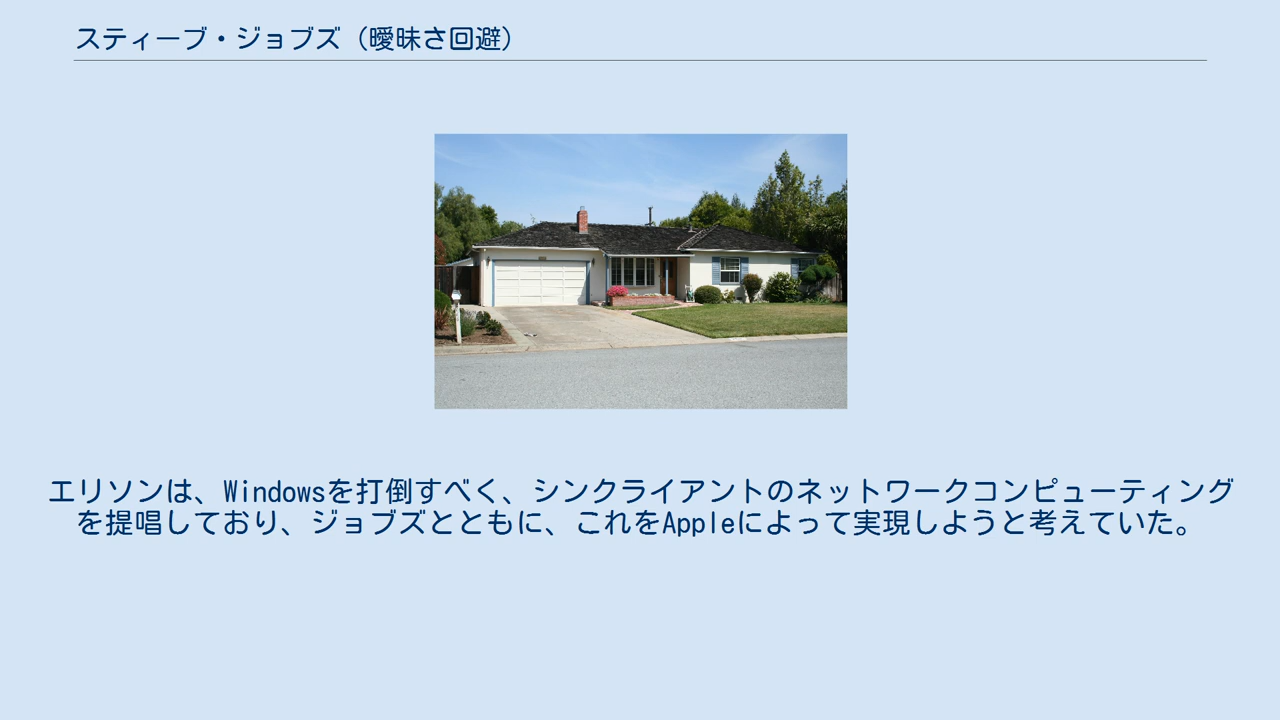 スティーブ・ジョブズ（曖昧さ回避）
エリソンは、Windowsを打倒すべく、シンクライアントのネットワークコンピューティング
を提唱しており、ジョブズとともに、これをAppleによって実現しようと考えていた。